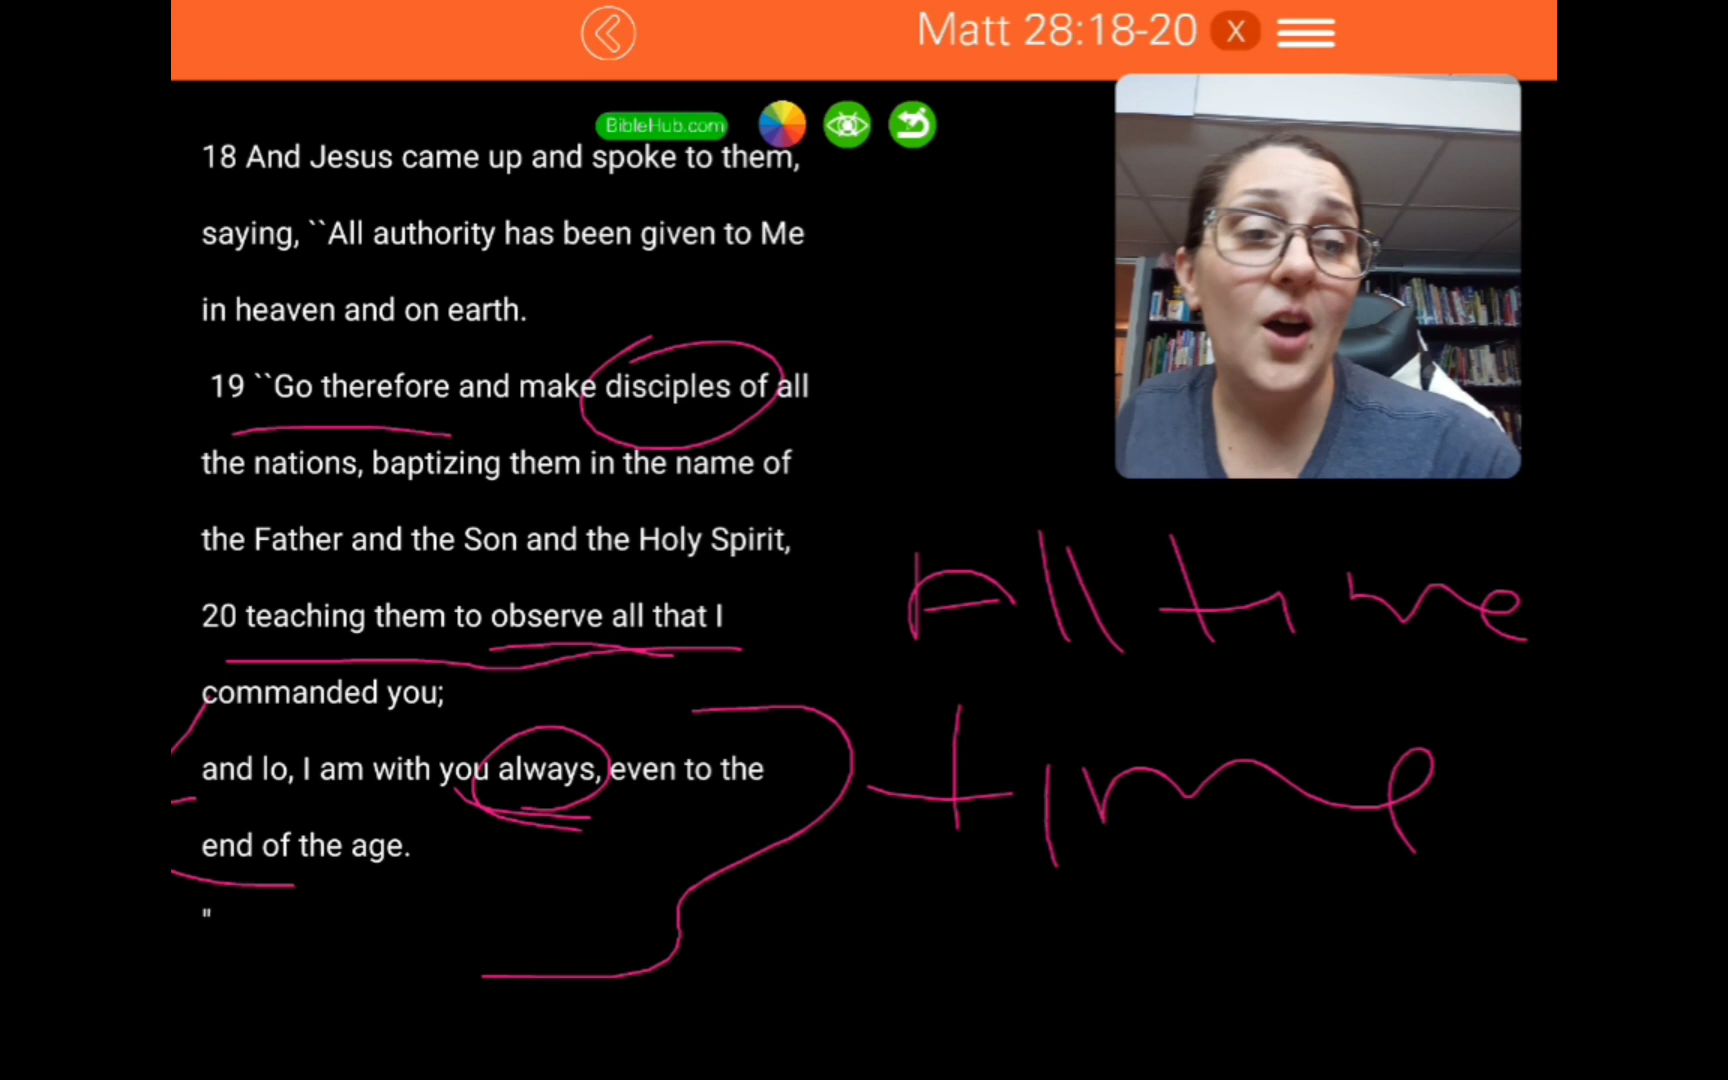 Matt 28:18-20 X
BibleHub.com
18 And Jesus came up and spoke to them,
saying, ``All authority has been given to Me
in heaven and on earth.
19 ``Go therefore and make disciples of all
the nations, baptizing them in the name of
the Father and the Son and the Holy Spirit,
20 teaching them to observe all that I
commanded you;
and lo, I am with you always, even to the
end of the age.
"
All time
time